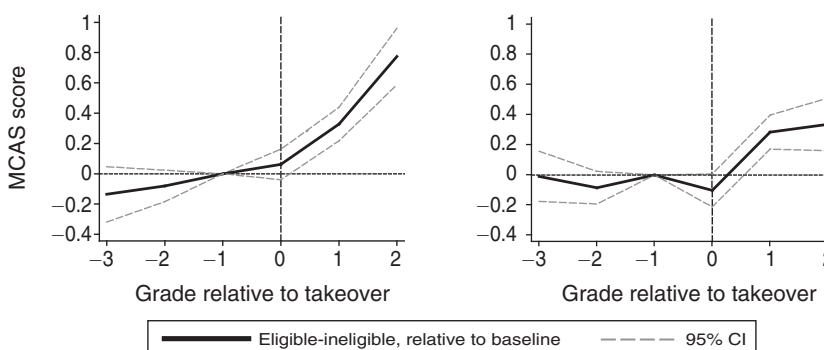 1
0.8
0.6
0.4
0.2
0
−0.2
−0.4
MCAS score
−3 −2 −1 0 1 2
Grade relative to takeover
1
0.8
0.6
0.4
0.2
0
−0.2
−0.4
−3 −2 −1 0 1 2
Grade relative to takeover
Eligible-ineligible, relative to baseline 95% CI